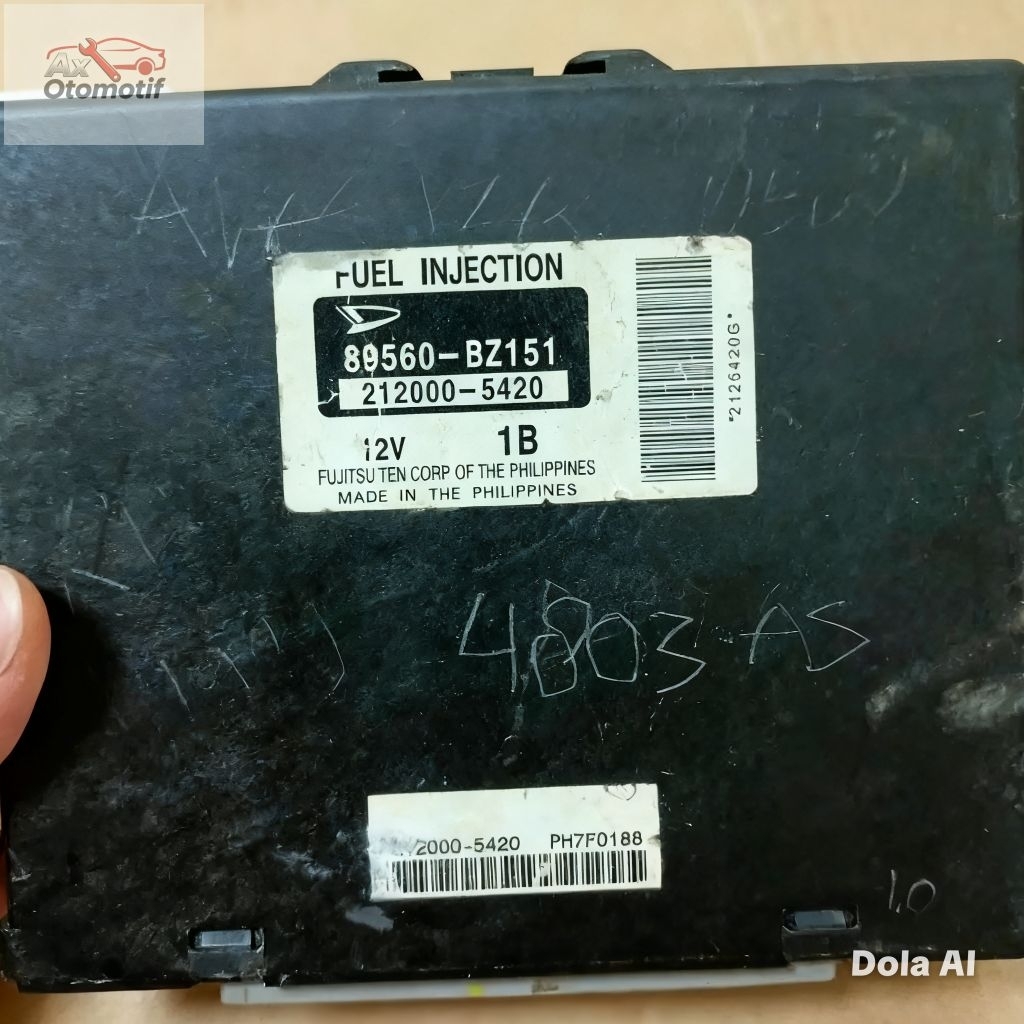 Ax
Otomotif
FUEL INJECTION
89560-BZ151
212000-5420
12V 1B
FUJITSU TEN CORP OF THE PHILIPPINES
MADE IN THE PHILIPPINES
*2126420G*
4803 AS
2000-5420 PH7F0188
1.0
Dola AI